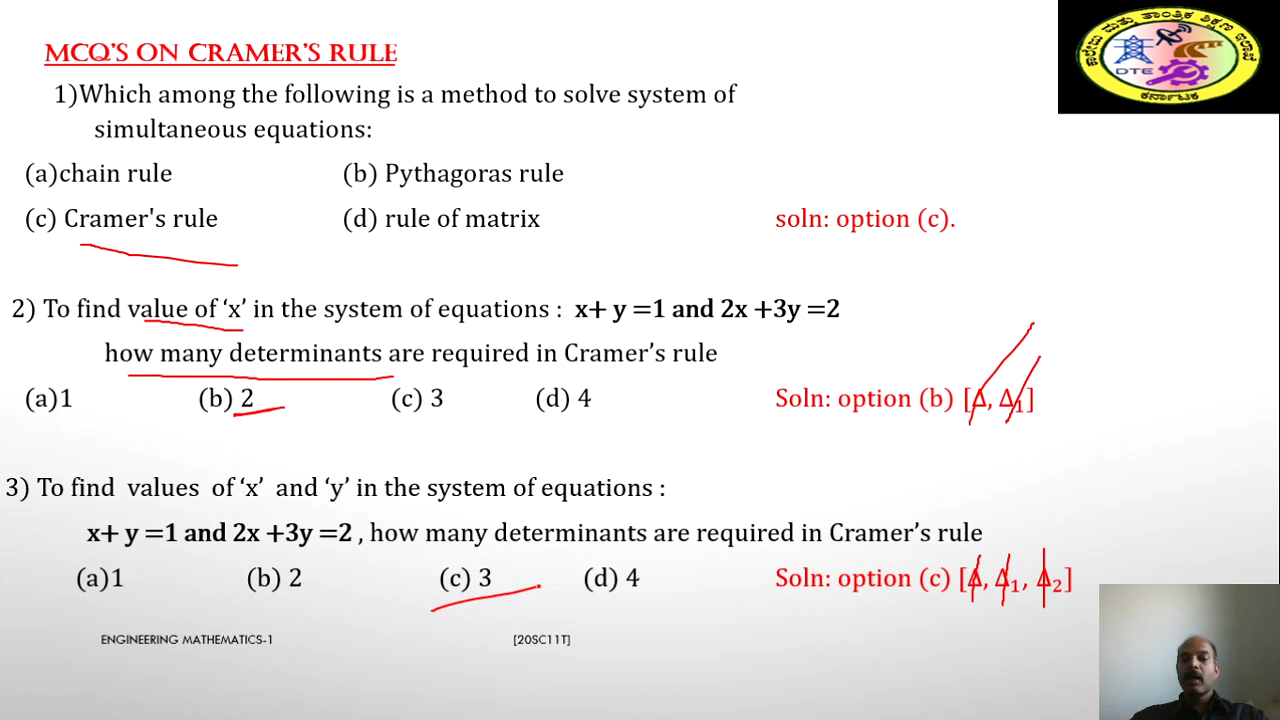 MCQ'S ON CRAMER'S RULE
1)Which among the following is a method to solve system of
simultaneous equations:
(a)chain rule (b) Pythagoras rule
(c) Cramer's rule (d) rule of matrix soln: option (c).
2) To find value of ‘x’ in the system of equations : x+ y =1 and 2x +3y =2
how many determinants are required in Cramer’s rule
(a)1 (b) 2 (c) 3 (d) 4 Soln: option (b) [Δ, Δ₁]
3) To find values of ‘x’ and ‘y’ in the system of equations :
x+ y =1 and 2x +3y =2 , how many determinants are required in Cramer’s rule
(a)1 (b) 2 (c) 3 (d) 4 Soln: option (c) [Δ, Δ₁, Δ₂]
ENGINEERING MATHEMATICS-1 [20SC11T]
ಕಾಲೇಜು ಮತ್ತು ತಾಂತ್ರಿಕ ಶಿಕ್ಷಣ ಇಲಾಖೆ
DTE
ಕರ್ನಾಟಕ